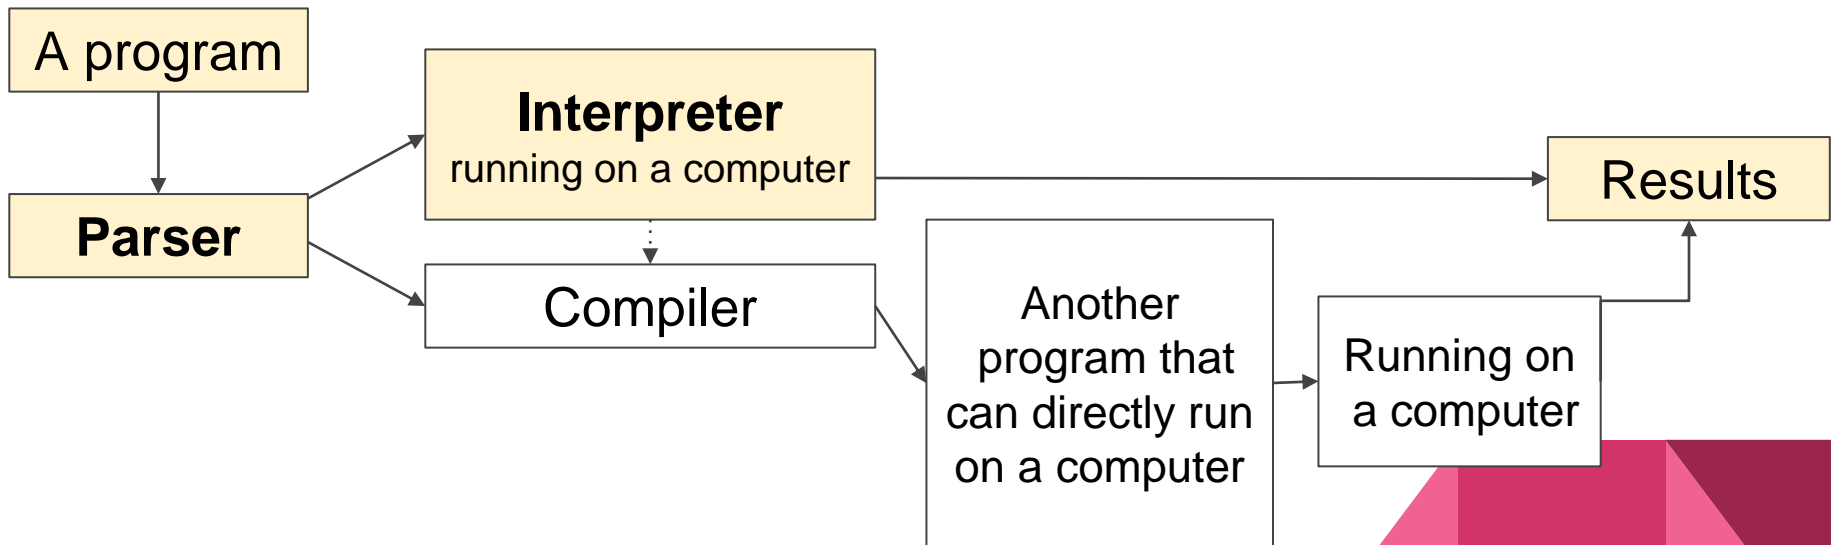 A program
Parser
Interpreter
running on a computer
Compiler
Another
program that
can directly run
on a computer
Running on
a computer
Results